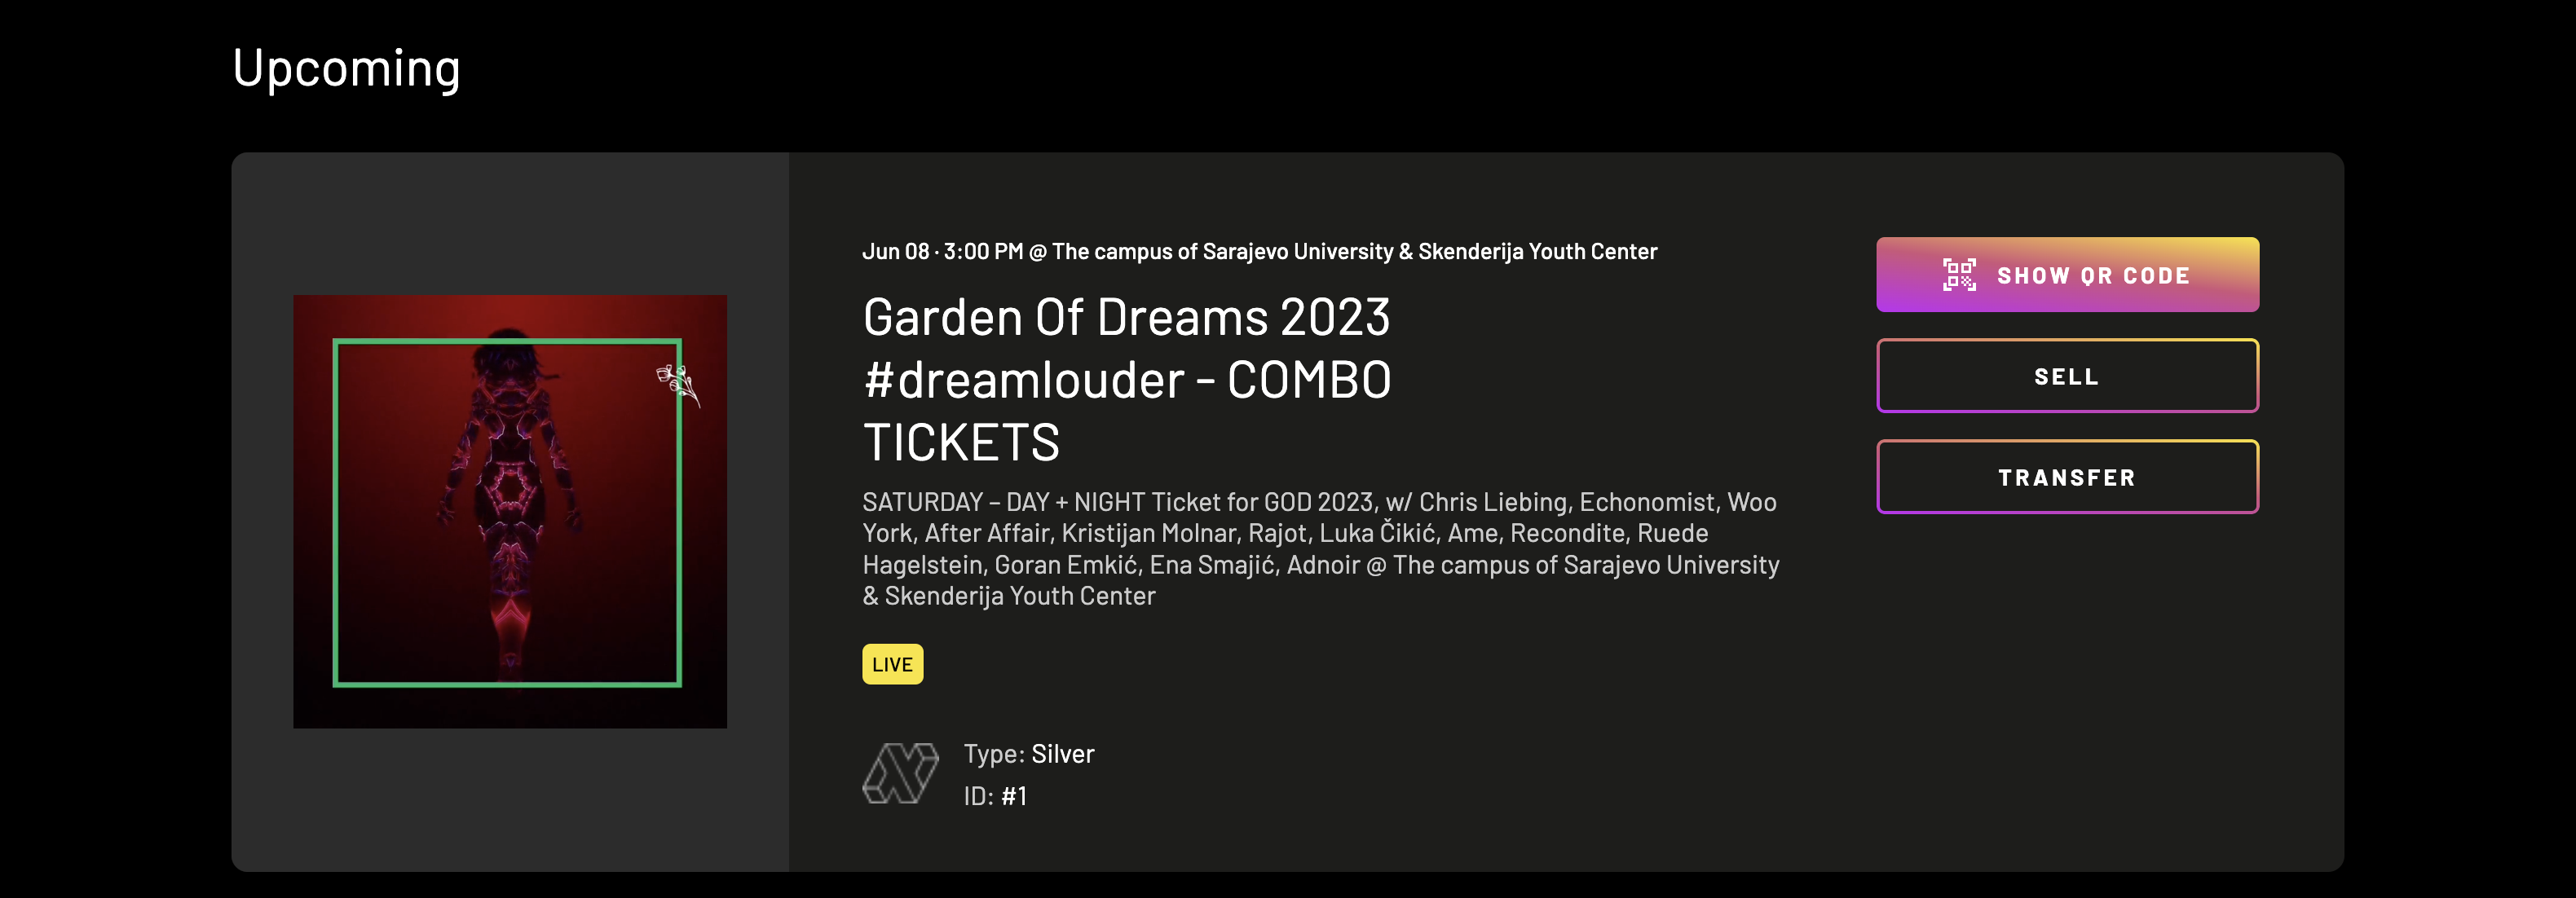 Upcoming
Jun 08 · 3:00 PM @ The campus of Sarajevo University & Skenderija Youth Center
Garden Of Dreams 2023
#dreamlouder - COMBO
TICKETS
SATURDAY – DAY + NIGHT Ticket for GOD 2023, w/ Chris Liebing, Echonomist, Woo
York, After Affair, Kristijan Molnar, Rajot, Luka Čikić, Ame, Recondite, Ruede
Hagelstein, Goran Emkić, Ena Smajić, Adnoir @ The campus of Sarajevo University
& Skenderija Youth Center
LIVE
Type: Silver
ID: #1
SHOW QR CODE
SELL
TRANSFER